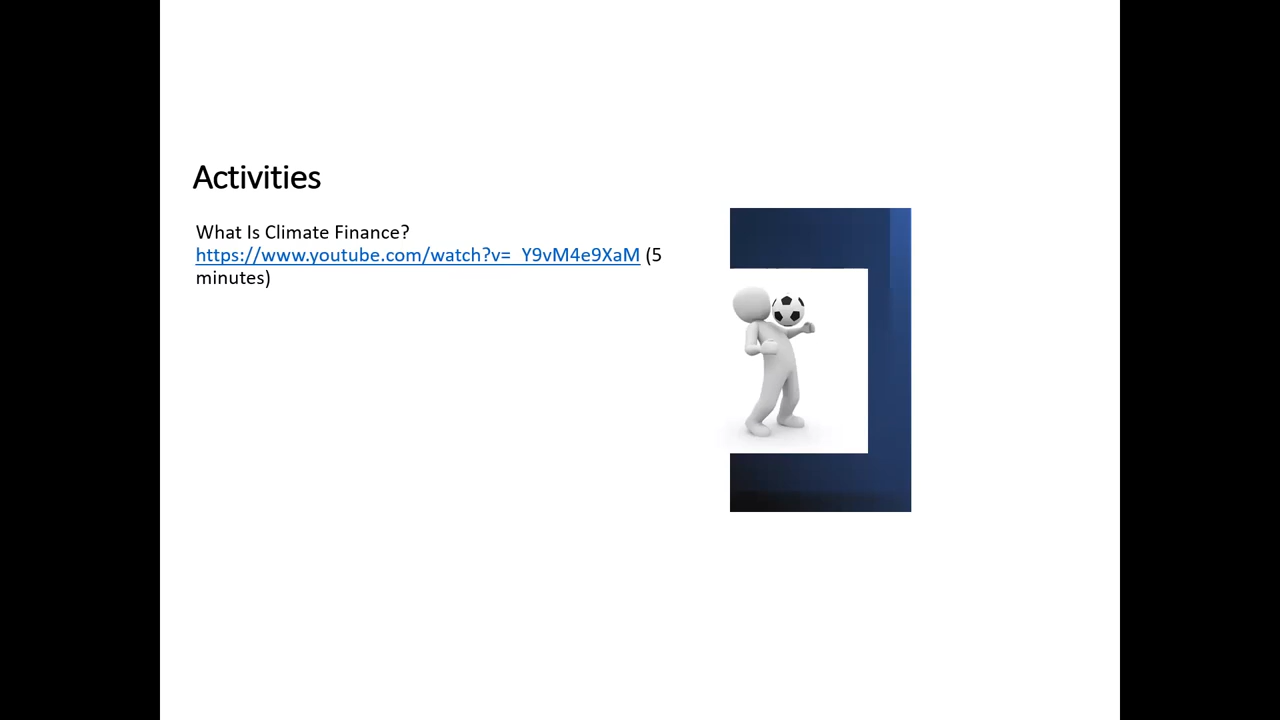 Activities
What Is Climate Finance?
https://www.youtube.com/watch?v=_Y9vM4e9XaM (5
minutes)